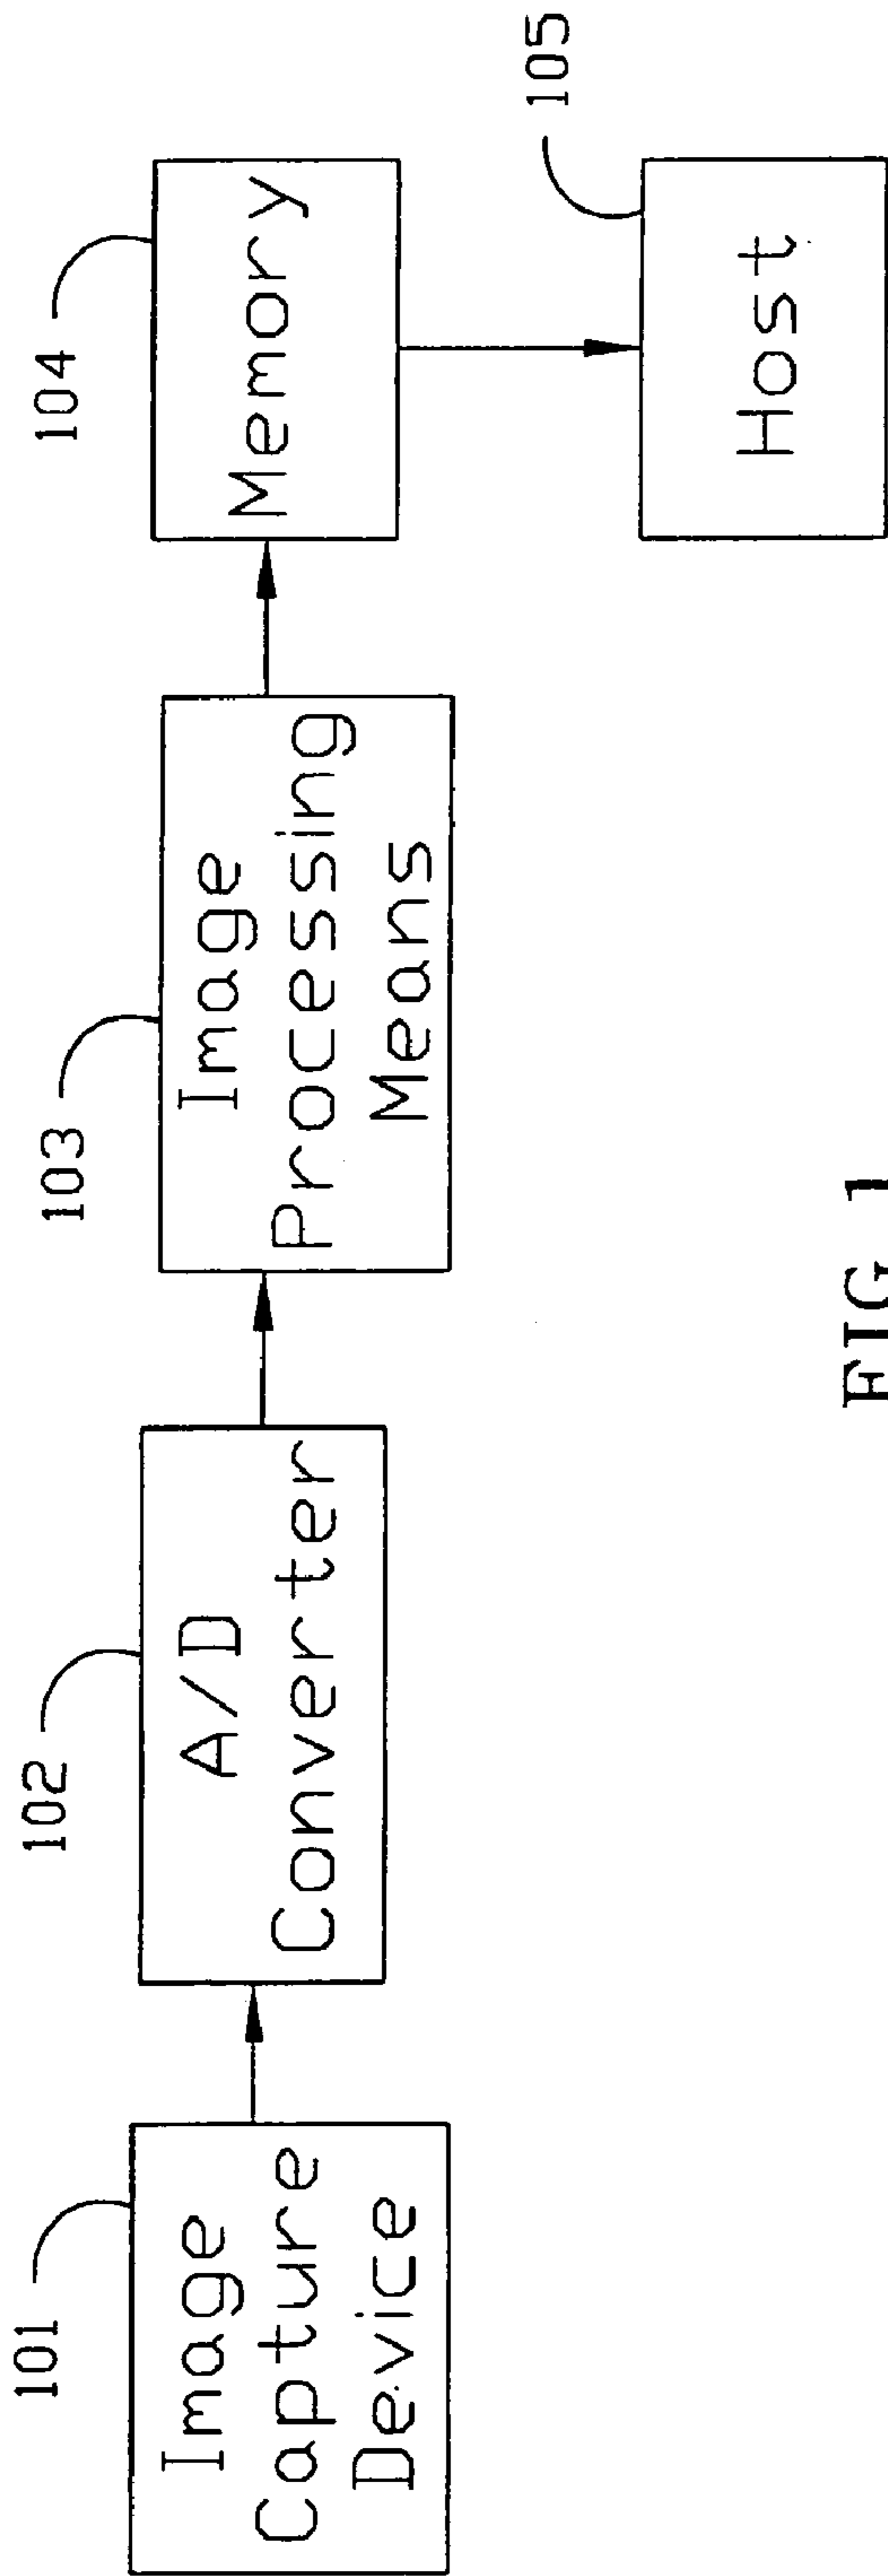 101
Image
Capture
Device
102
A/D
Converter
103
Image
Processing
Means
104
Memory
105
Host
FIG. 1